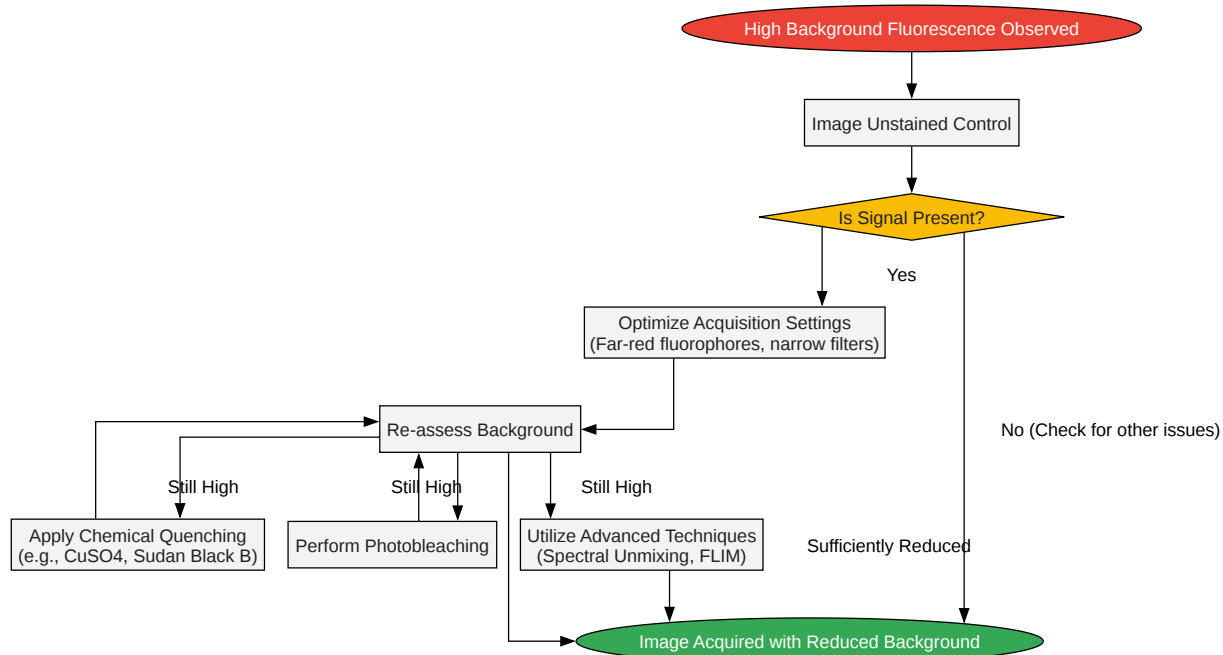 High Background Fluorescence Observed
Image Unstained Control
Is Signal Present?
Yes
Optimize Acquisition Settings
(Far-red fluorophores, narrow filters)
Re-assess Background
No (Check for other issues)
Still High
Still High
Still High
Apply Chemical Quenching
(e.g., CuSO4, Sudan Black B)
Perform Photobleaching
Utilize Advanced Techniques
(Spectral Unmixing, FLIM)
Sufficiently Reduced
Image Acquired with Reduced Background